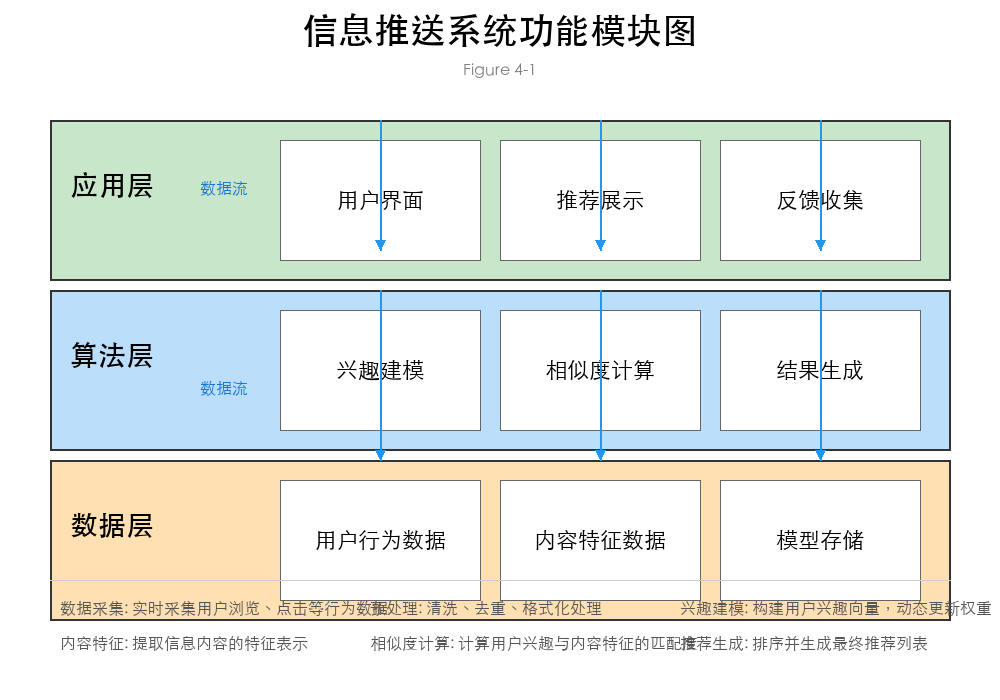 信息推送系统功能模块图
Figure 4-1
应用层
数据流
用户界面
推荐展示
反馈收集
算法层
数据流
兴趣建模
相似度计算
结果生成
数据层
用户行为数据
内容特征数据
模型存储
数据采集: 实时采集用户浏览、点击等行为数据
处理: 清洗、去重、格式化处理
兴趣建模: 构建用户兴趣向量，动态更新权重
内容特征: 提取信息内容的特征表示
相似度计算: 计算用户兴趣与内容特征的匹配度
推荐生成: 排序并生成最终推荐列表